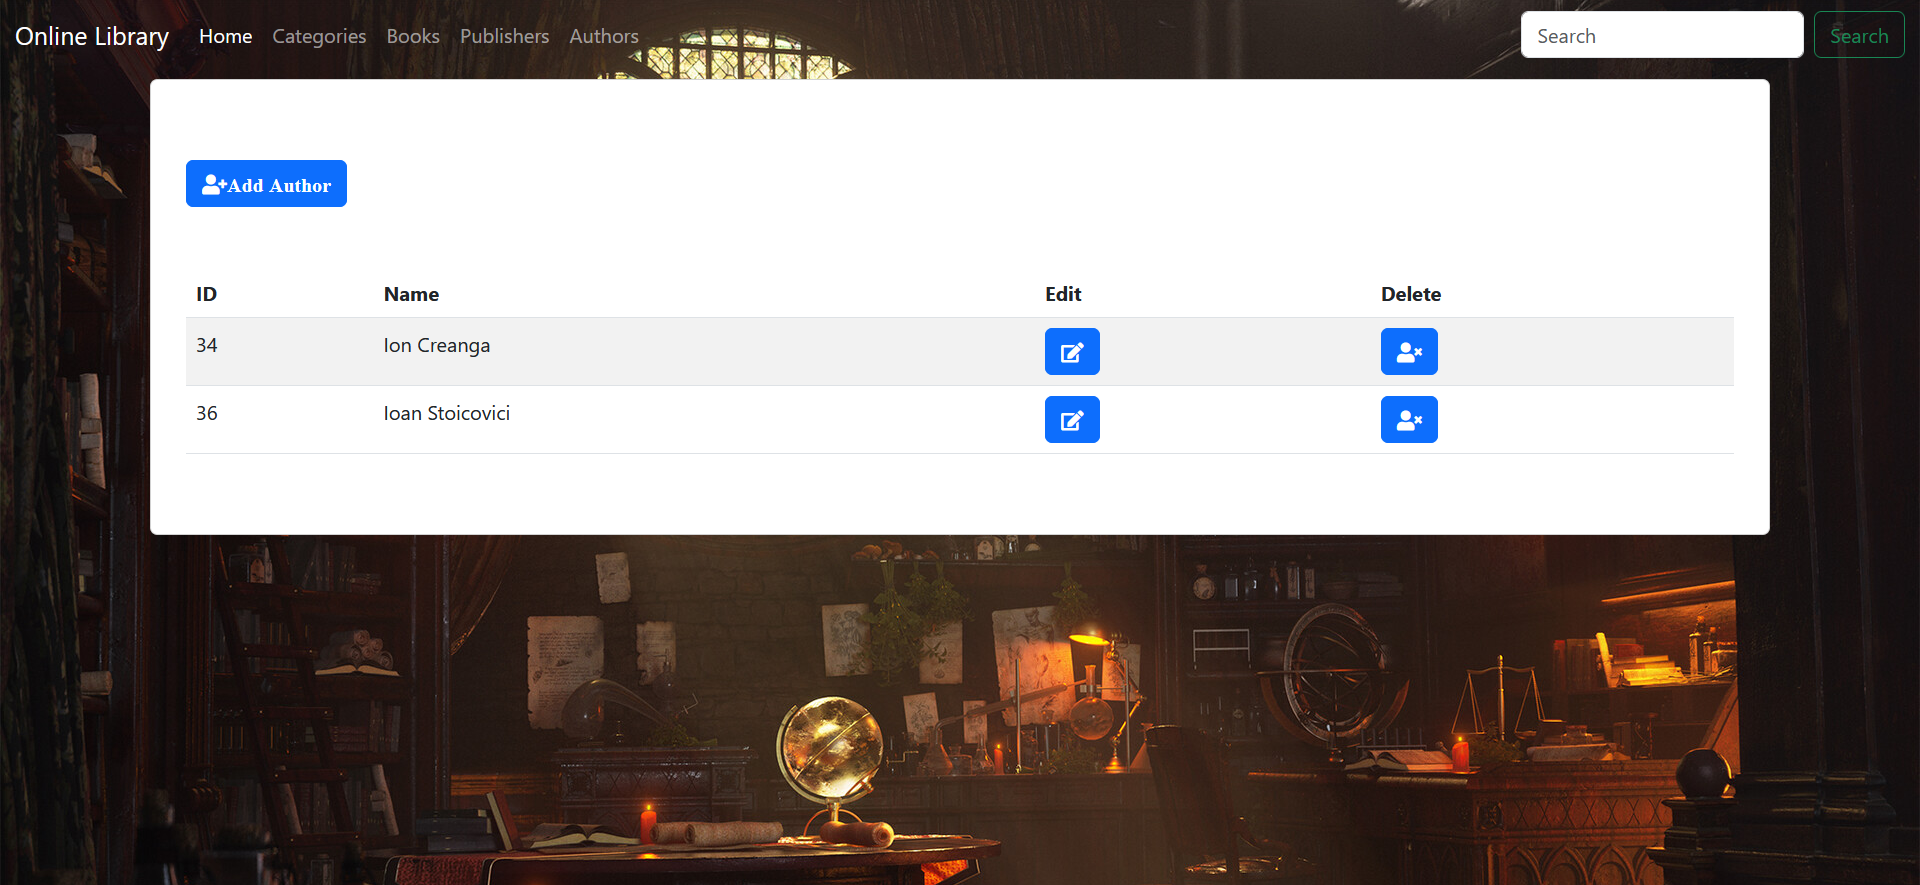 Online Library Home Categories Books Publishers Authors Search Search
Add Author
ID Name Edit Delete
34 Ion Creanga
36 Ioan Stoicovici